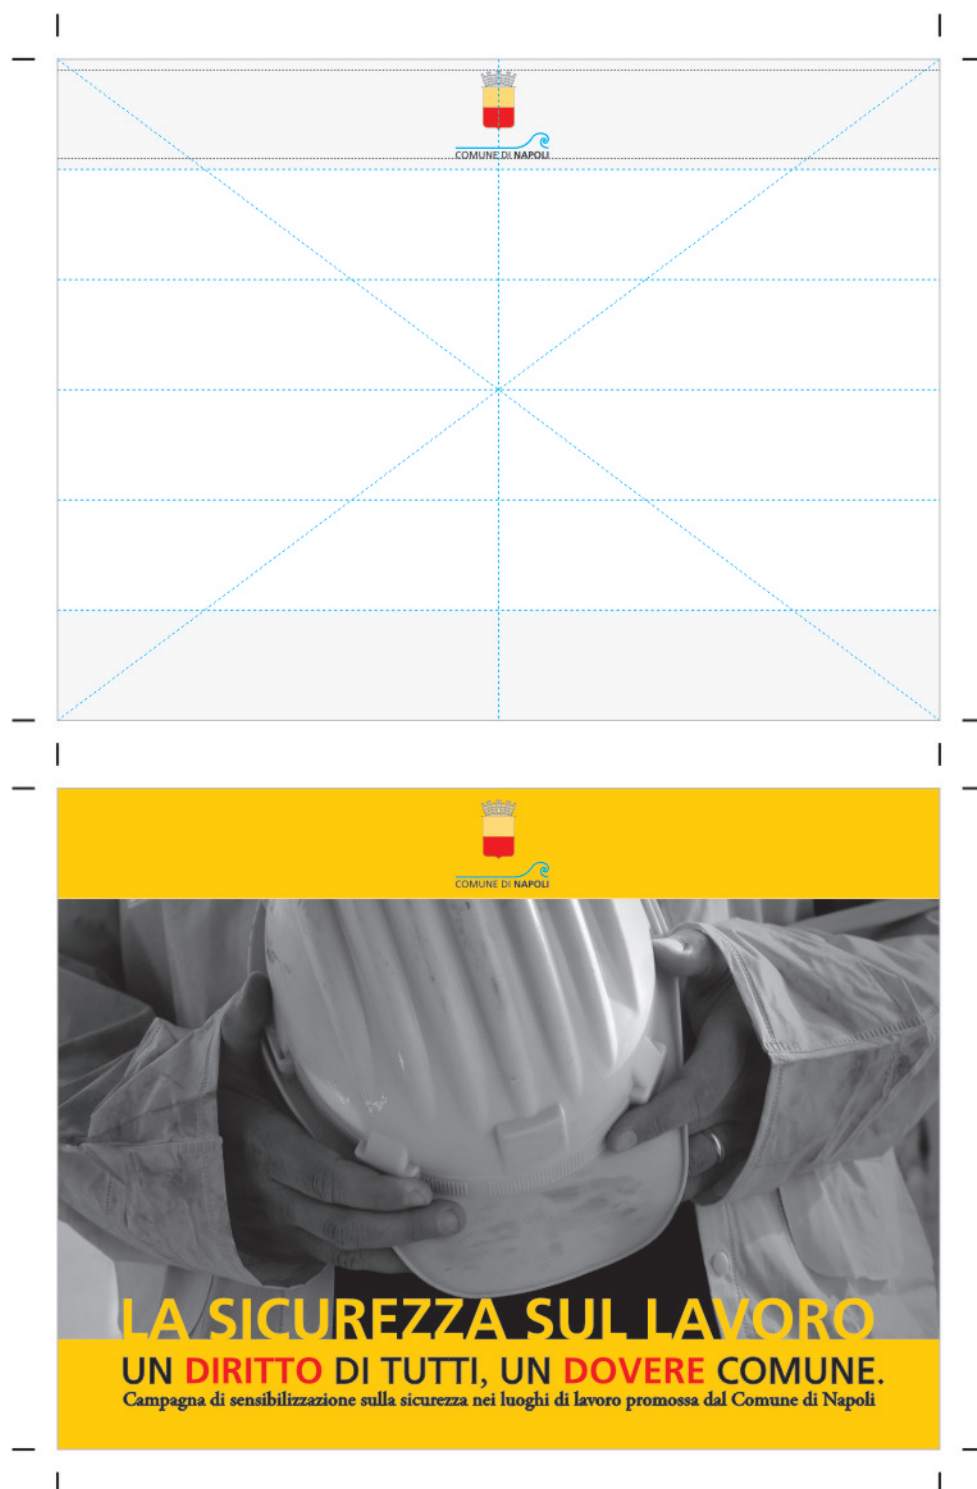 COMUNE DI NAPOLI
COMUNE DI NAPOLI
LA SICUREZZA SUL LAVORO
UN DIRITTO DI TUTTI, UN DOVERE COMUNE.
Campagna di sensibilizzazione sulla sicurezza nei luoghi di lavoro promossa dal Comune di Napoli